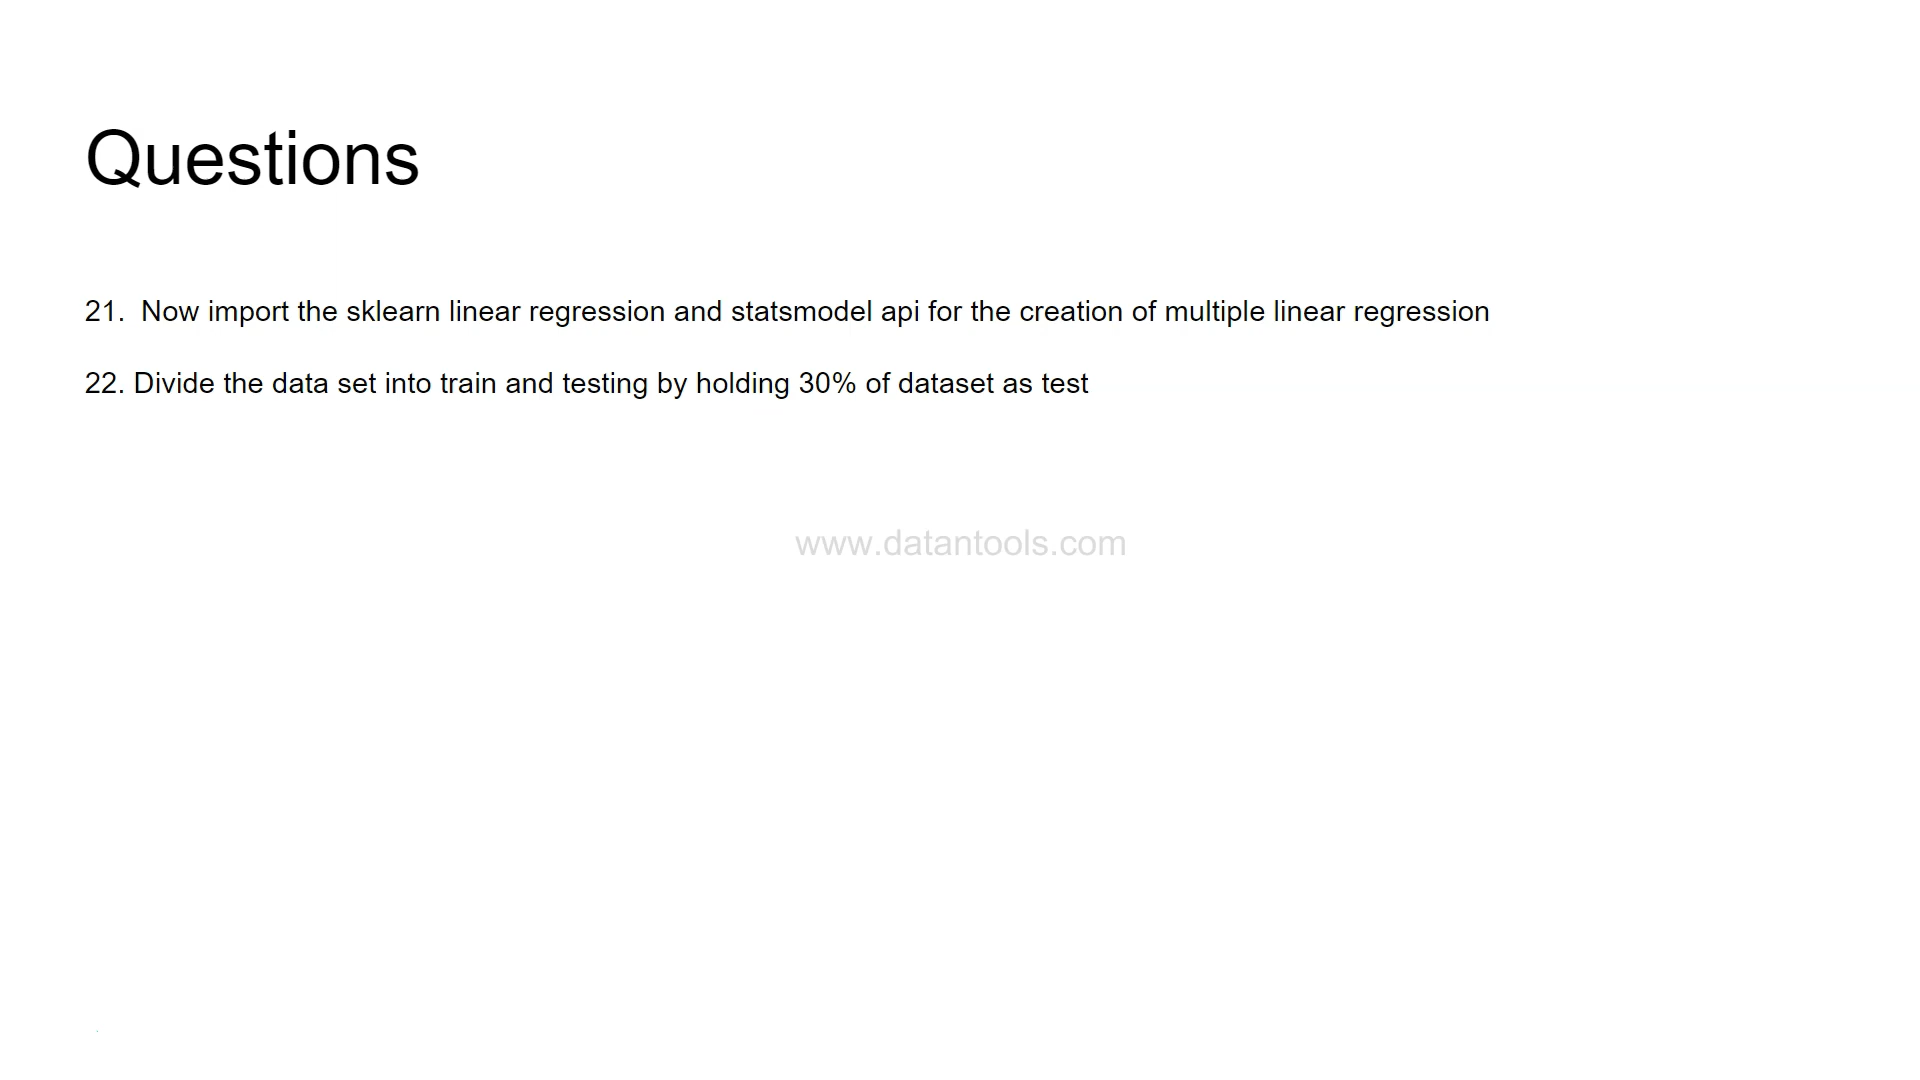 Questions
21. Now import the sklearn linear regression and statsmodel api for the creation of multiple linear regression
22. Divide the data set into train and testing by holding 30% of dataset as test
www.datantools.com